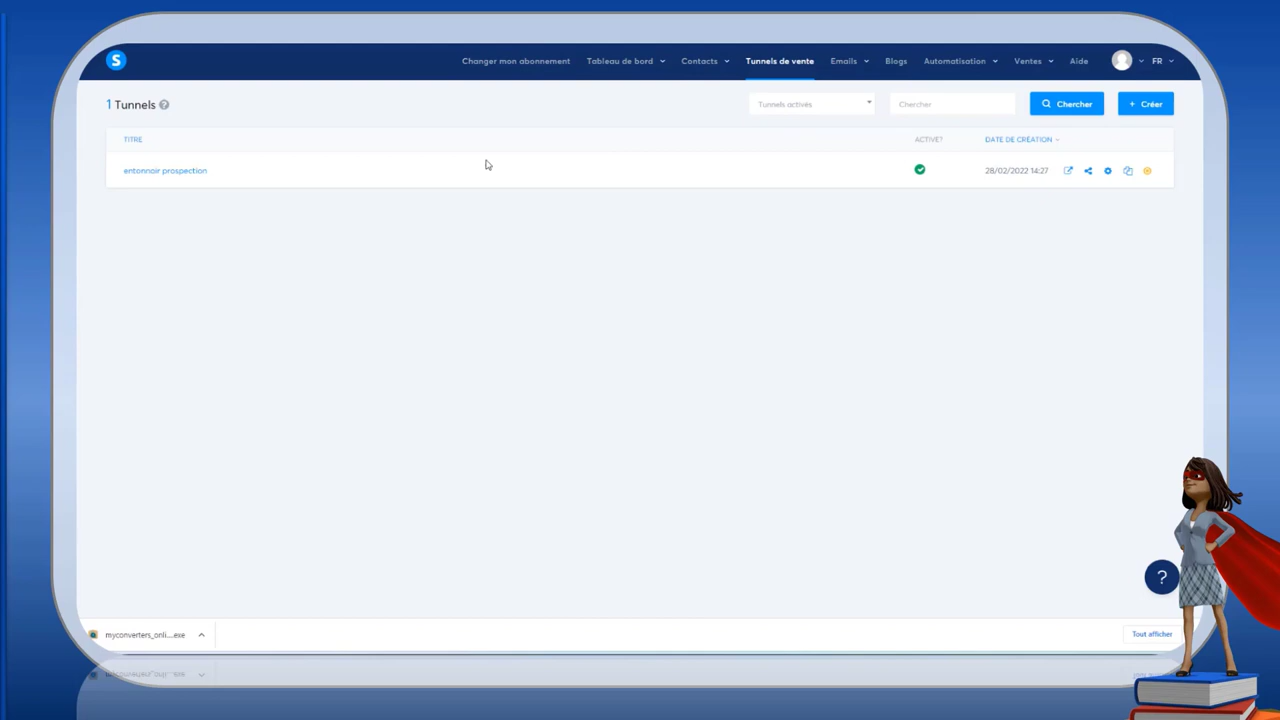 S
Changer mon abonnement Tableau de bord Contacts Tunnels de vente Emails Blogs Automatisation Ventes Aide FR
1 Tunnels ?
Tunnels activés Chercher Chercher + Créer
TITRE ACTIVÉ? DATE DE CRÉATION
entonnoir prospection 28/02/2022 14:27
?
myconverters_onli....exe Tout afficher